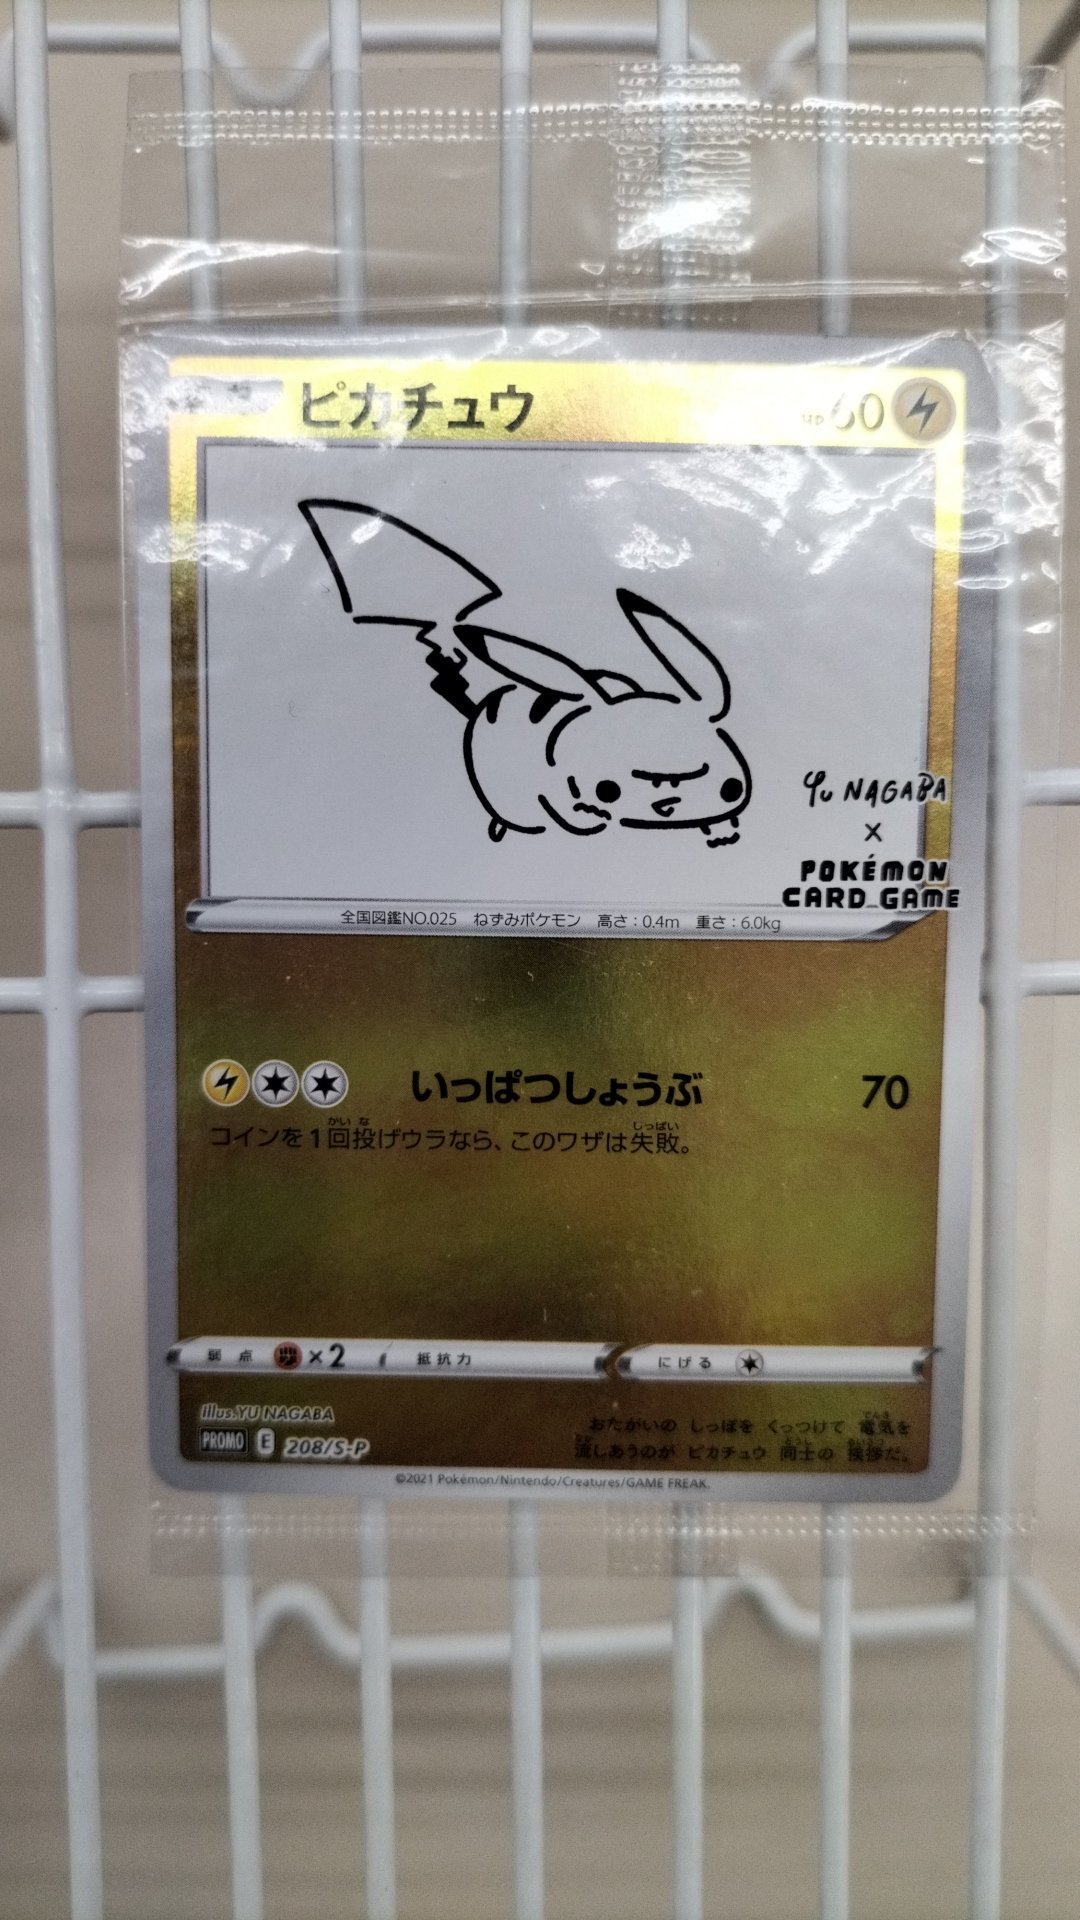 ピカチュウ
HP 60
YU NAGABA
×
POKÉMON
CARD GAME
全国図鑑NO.025 ねずみポケモン 高さ:0.4m 重さ:6.0kg
いっぱつしょうぶ 70
コインを1回投げウラなら、このワザは失敗。
弱点 ×2 抵抗力 にげる
illus.YU NAGABA
PROMO E 208/S-P
おたがいの しっぽを くっつけて 電気を
流しあうのが ピカチュウ 同士の 挨拶だ。
©2021 Pokémon/Nintendo/Creatures/GAME FREAK.